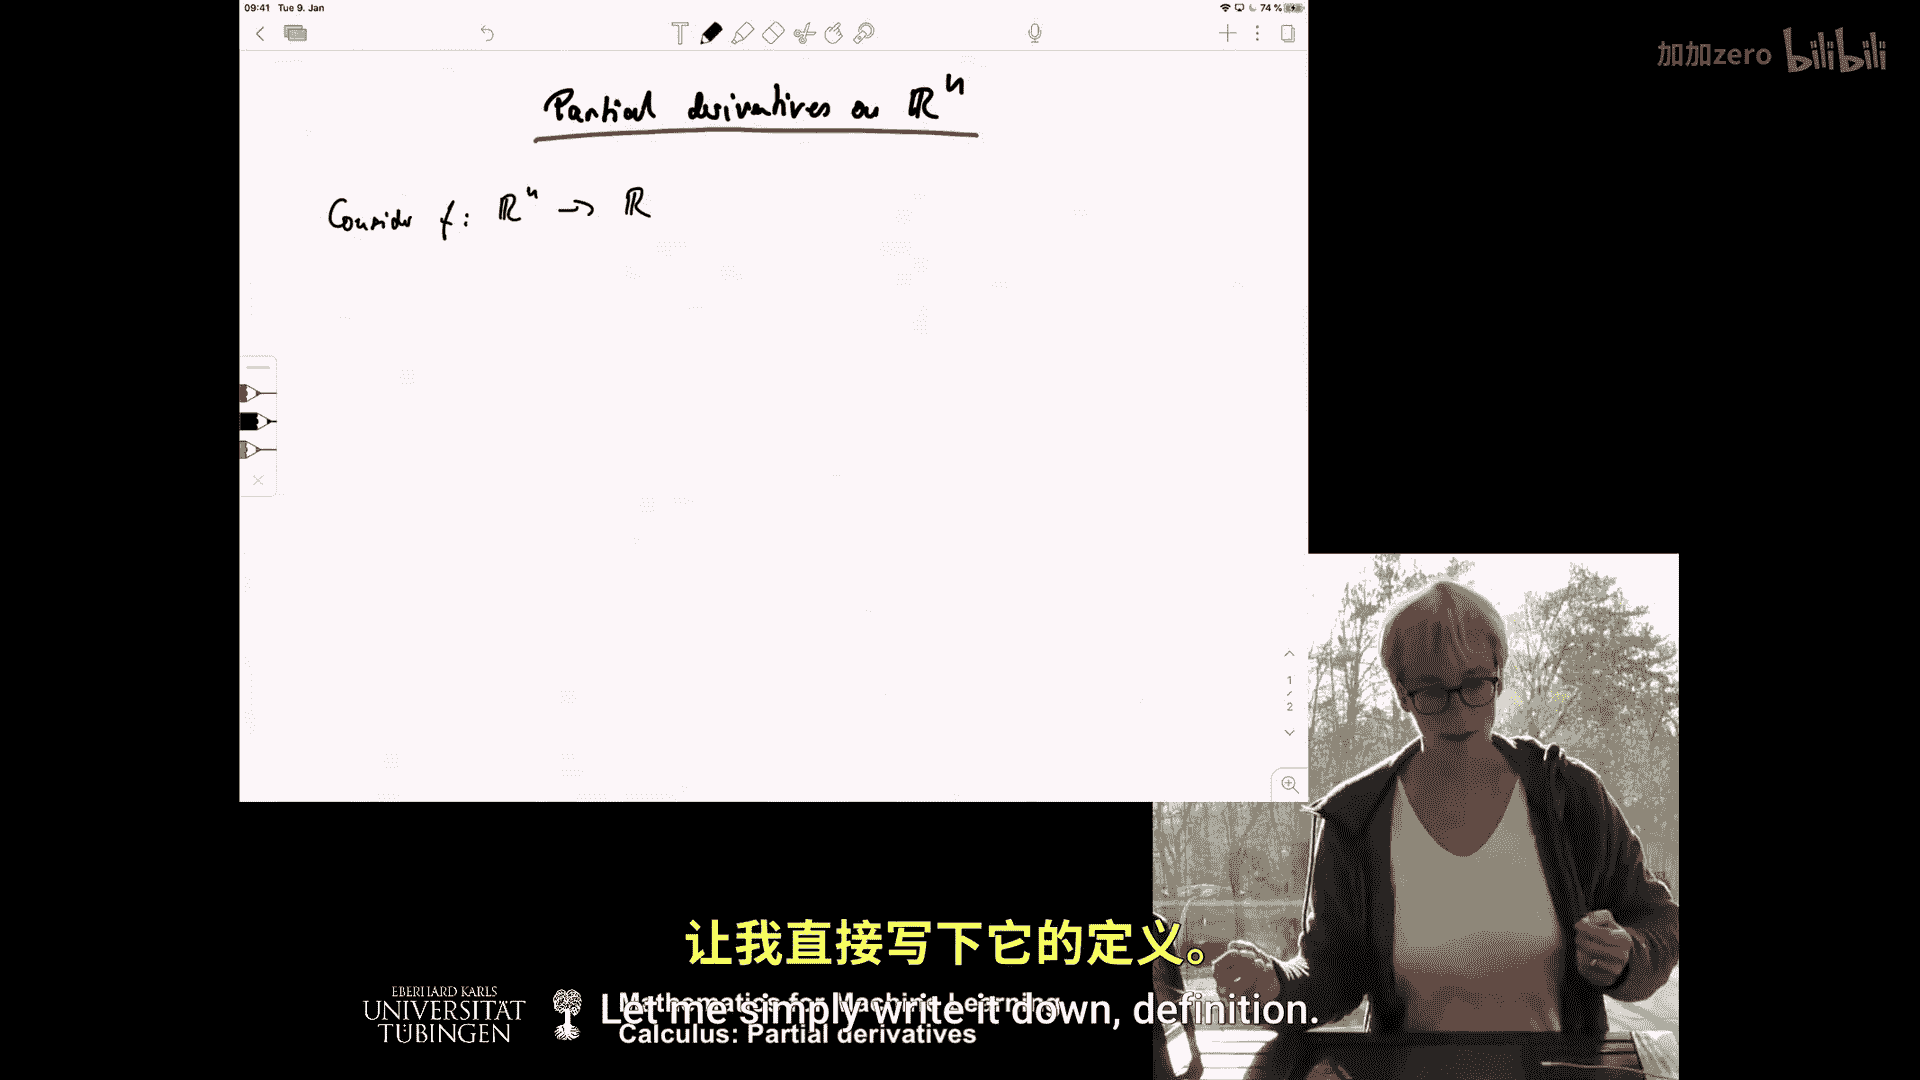 09:41 Tue 9. Jan
74 %
加加zero bilibili
Partial derivatives on ℝⁿ
Consider f: ℝⁿ → ℝ
1
/
2
让我直接写下它的定义。
Let me simply write it down, definition.
EBERHARD KARLS
UNIVERSITÄT
TÜBINGEN
Mathematics for Machine Learning
Calculus: Partial derivatives